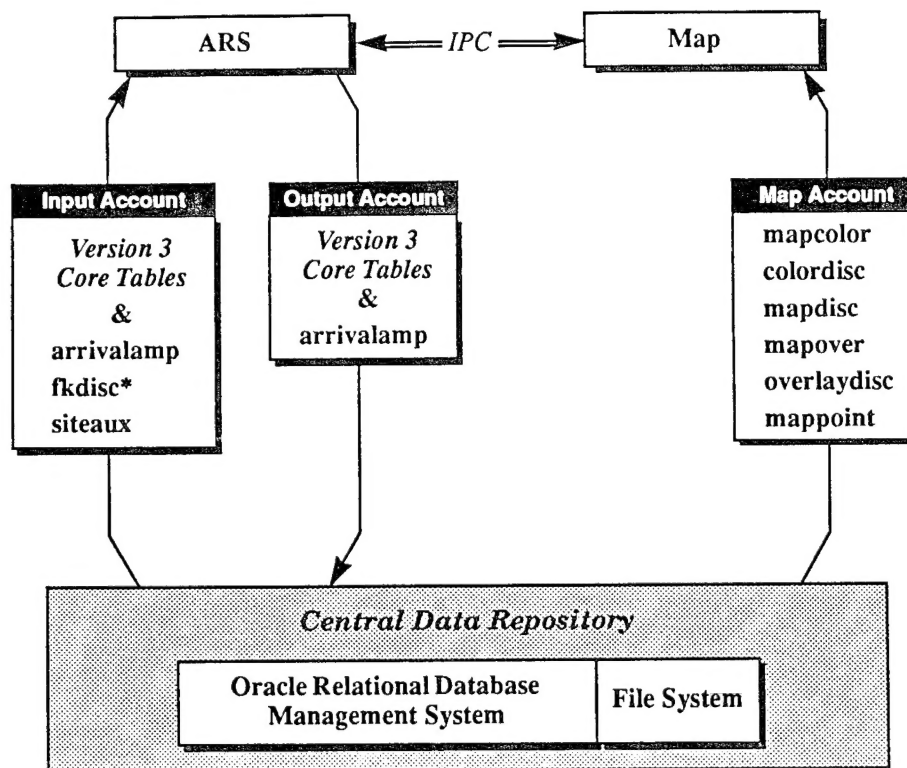 ARS
IPC
Map
Input Account
Version 3
Core Tables
&
arrivalamp
fkdisc*
siteaux
Output Account
Version 3
Core Tables
&
arrivalamp
Map Account
mapcolor
colordisc
mapdisc
mapover
overlaydisc
mappoint
Central Data Repository
Oracle Relational Database
Management System
File System